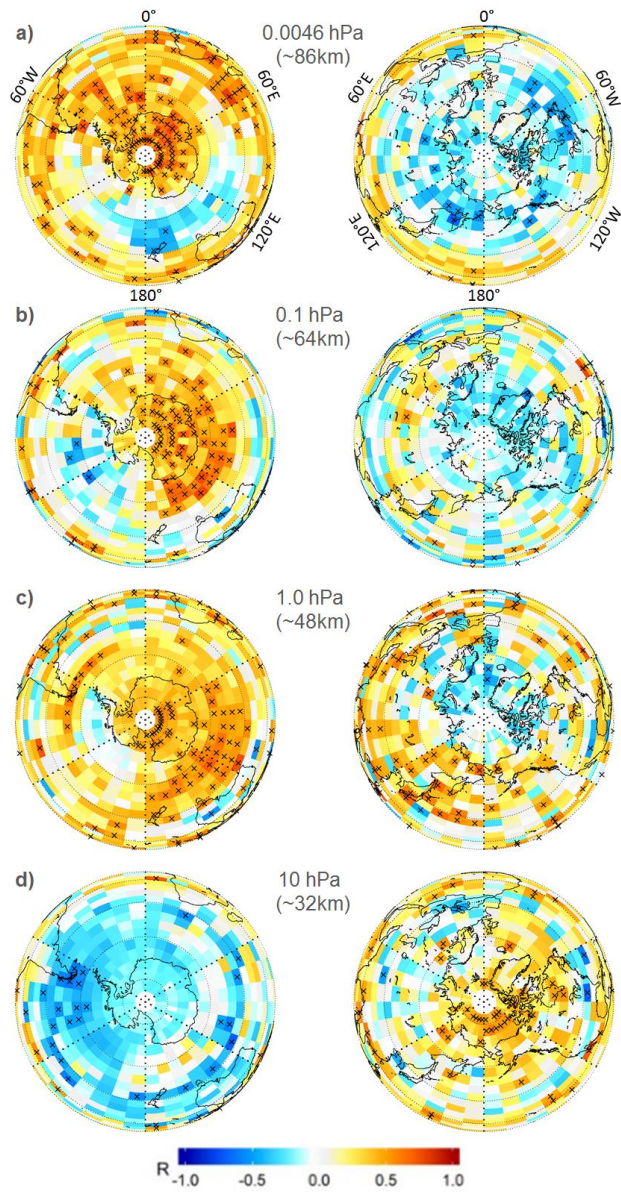 0° 0°
a) 0.0046 hPa
(~86km)
60°W 60°E 60°E 60°W
120°E 120°E 120°W
180° 180°
b) 0.1 hPa
(~64km)
c) 1.0 hPa
(~48km)
d) 10 hPa
(~32km)
R -1.0 -0.5 0.0 0.5 1.0